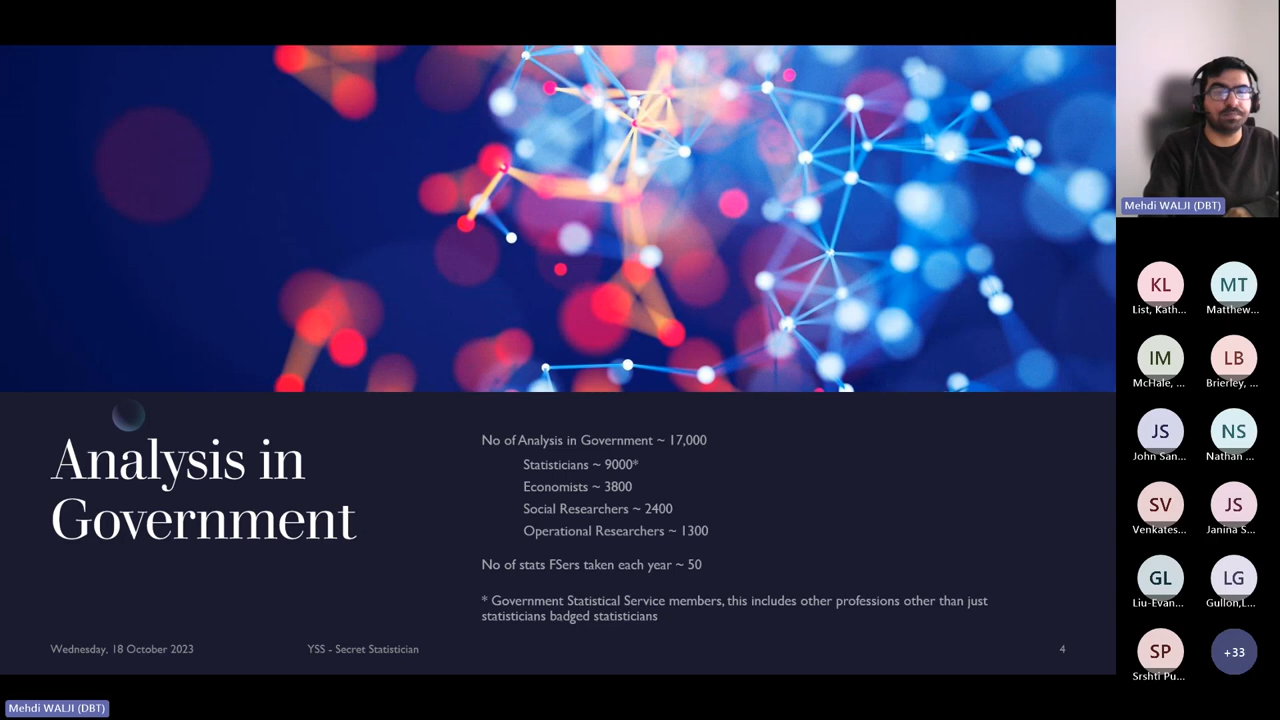 Analysis in
Government
No of Analysis in Government ~ 17,000
Statisticians ~ 9000*
Economists ~ 3800
Social Researchers ~ 2400
Operational Researchers ~ 1300
No of stats FSers taken each year ~ 50
* Government Statistical Service members, this includes other professions other than just
statisticians badged statisticians
Wednesday, 18 October 2023
YSS - Secret Statistician
4
Mehdi WALJI (DBT)
Mehdi WALJI (DBT)
KL
List, Kath...
MT
Matthew...
IM
McHale, ...
LB
Brierley, ...
JS
John San...
NS
Nathan ...
SV
Venkates...
JS
Janina S...
GL
Liu-Evan...
LG
Gullon,L...
SP
Srshti Pu...
+33